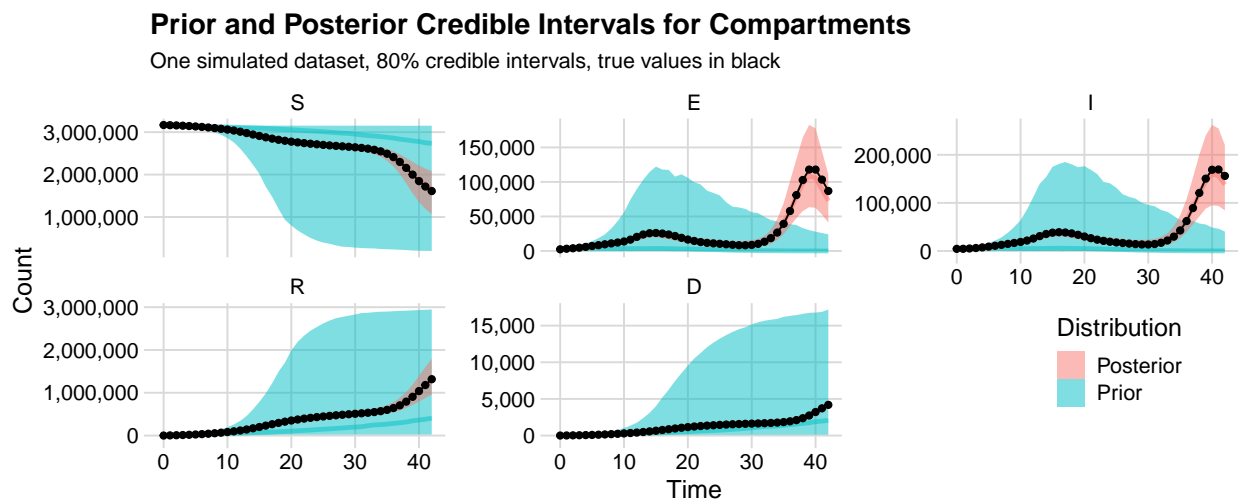 Prior and Posterior Credible Intervals for Compartments
One simulated dataset, 80% credible intervals, true values in black
S
3,000,000
2,000,000
1,000,000
E
150,000
100,000
50,000
0
I
200,000
100,000
0
0 10 20 30 40
Count
R
3,000,000
2,000,000
1,000,000
0
0 10 20 30 40
D
15,000
10,000
5,000
0
0 10 20 30 40
Time
Distribution
Posterior
Prior